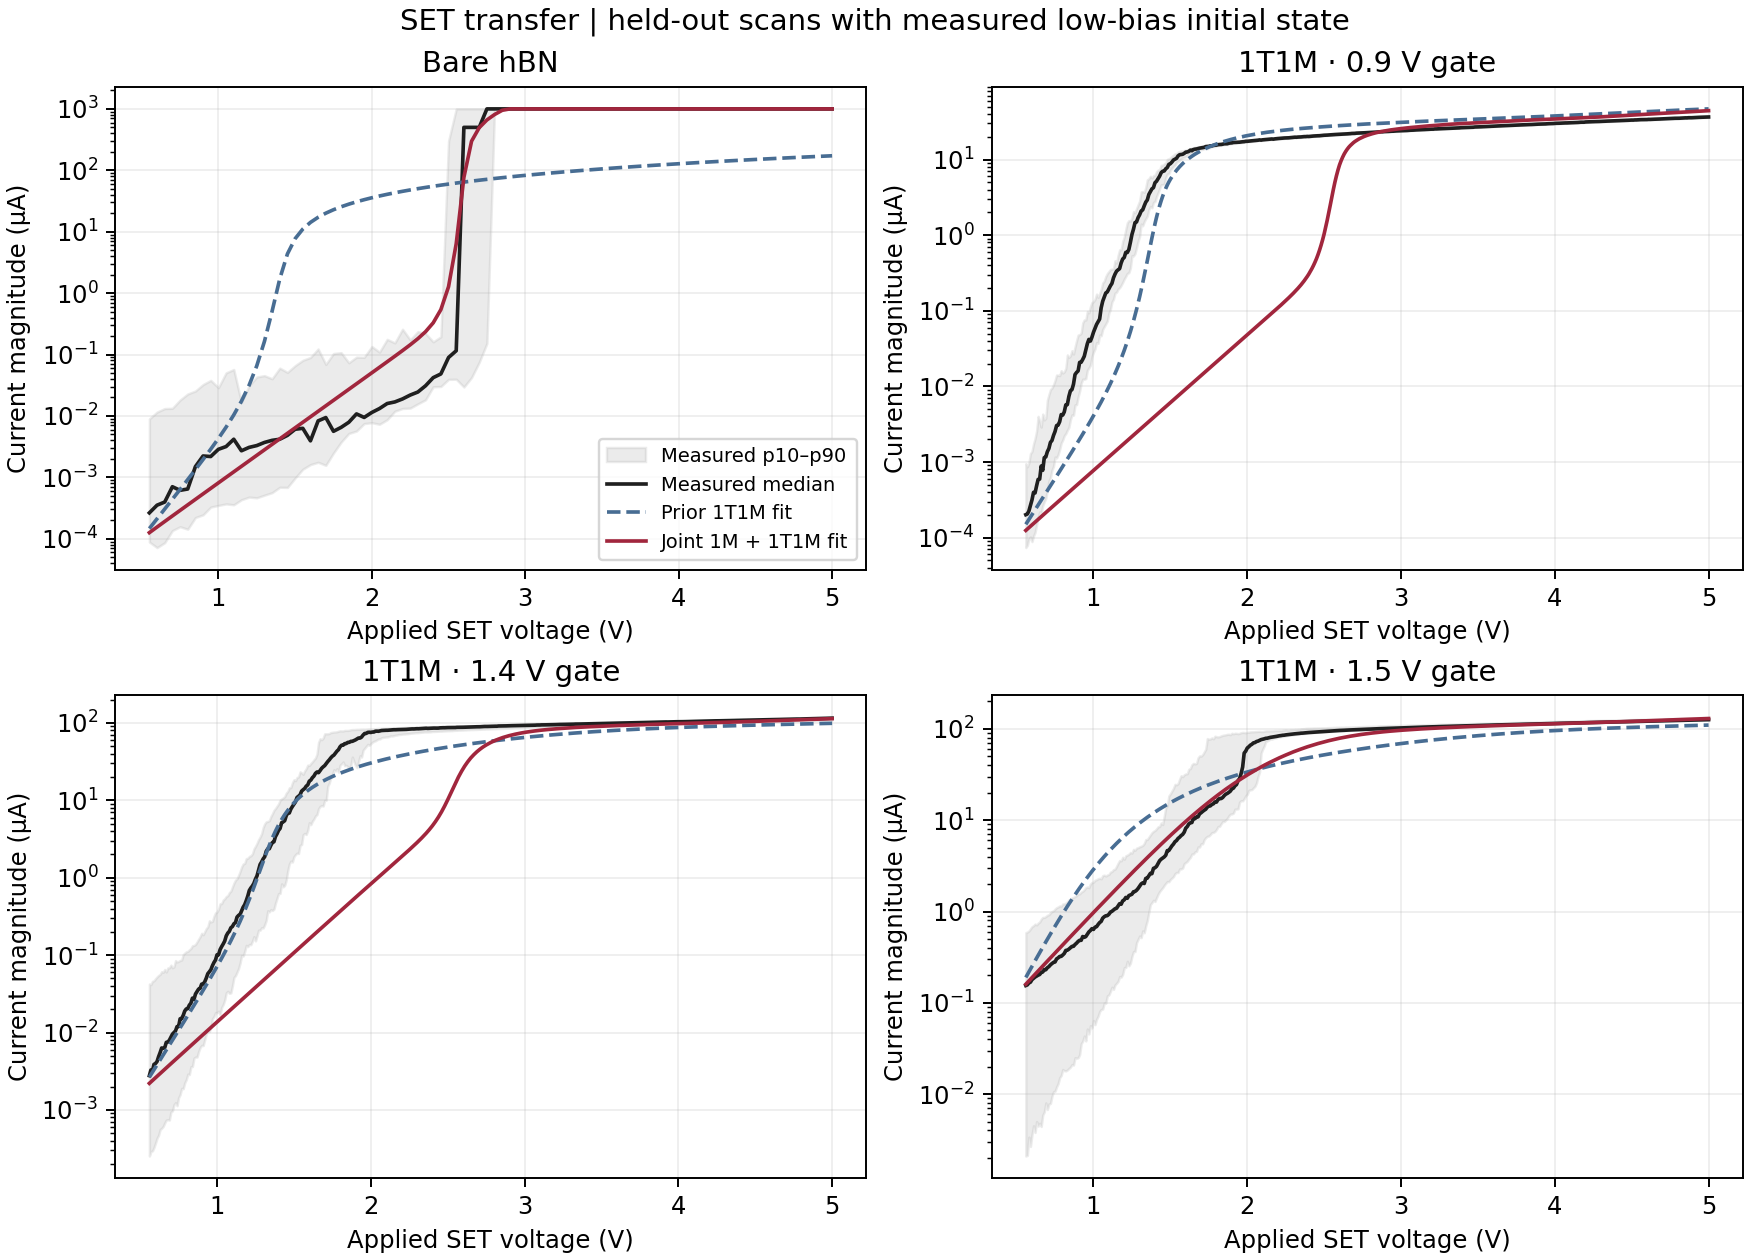 SET transfer | held-out scans with measured low-bias initial state
Bare hBN
Current magnitude (µA)
10³
10²
10¹
10⁰
10⁻¹
10⁻²
10⁻³
10⁻⁴
Measured p10–p90
Measured median
Prior 1T1M fit
Joint 1M + 1T1M fit
1 2 3 4 5
Applied SET voltage (V)
1T1M · 0.9 V gate
Current magnitude (µA)
10¹
10⁰
10⁻¹
10⁻²
10⁻³
10⁻⁴
1 2 3 4 5
Applied SET voltage (V)
1T1M · 1.4 V gate
Current magnitude (µA)
10²
10¹
10⁰
10⁻¹
10⁻²
10⁻³
1 2 3 4 5
Applied SET voltage (V)
1T1M · 1.5 V gate
Current magnitude (µA)
10²
10¹
10⁰
10⁻¹
10⁻²
1 2 3 4 5
Applied SET voltage (V)